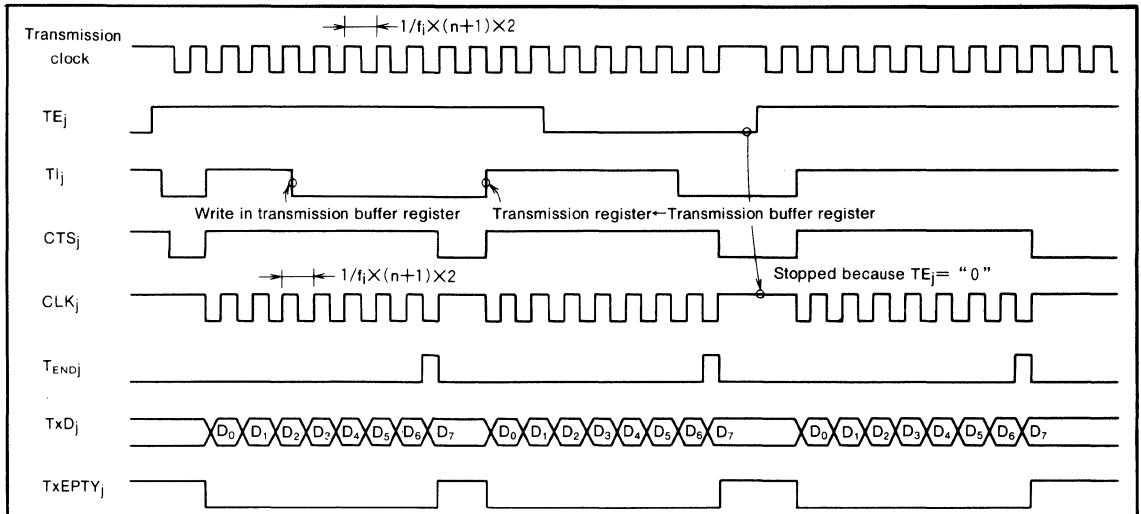 Transmission
clock
1/fj×(n+1)×2
TEj
TIj
Write in transmission buffer register
Transmission register←Transmission buffer register
CTSj
1/fj×(n+1)×2
Stopped because TEj= “0”
CLKj
TENDj
TxDj
D0 D1 D2 D3 D4 D5 D6 D7 D0 D1 D2 D3 D4 D5 D6 D7 D0 D1 D2 D3 D4 D5 D6 D7
TxEPTYj